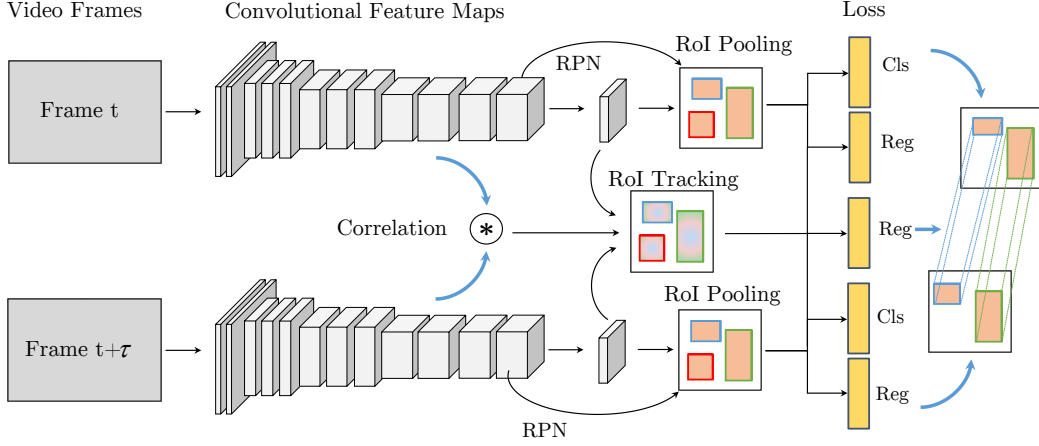 Video Frames
Convolutional Feature Maps
Loss
RoI Pooling
RPN
Cls
Frame t
Reg
RoI Tracking
Correlation
*
Reg
RoI Pooling
Cls
Frame t+τ
Reg
RPN